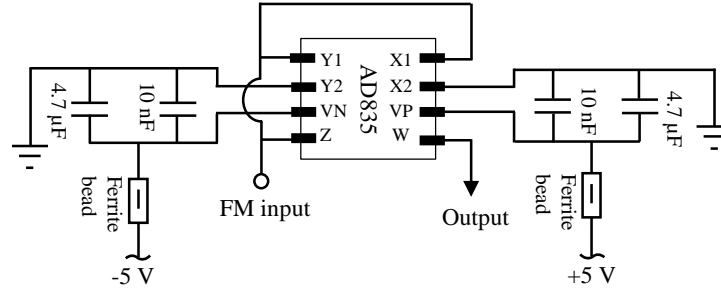 Y1
X1
Y2
X2
VN
VP
Z
W
AD835
4.7 µF
10 nF
10 nF
4.7 µF
Ferrite
bead
FM input
Output
Ferrite
bead
-5 V
+5 V